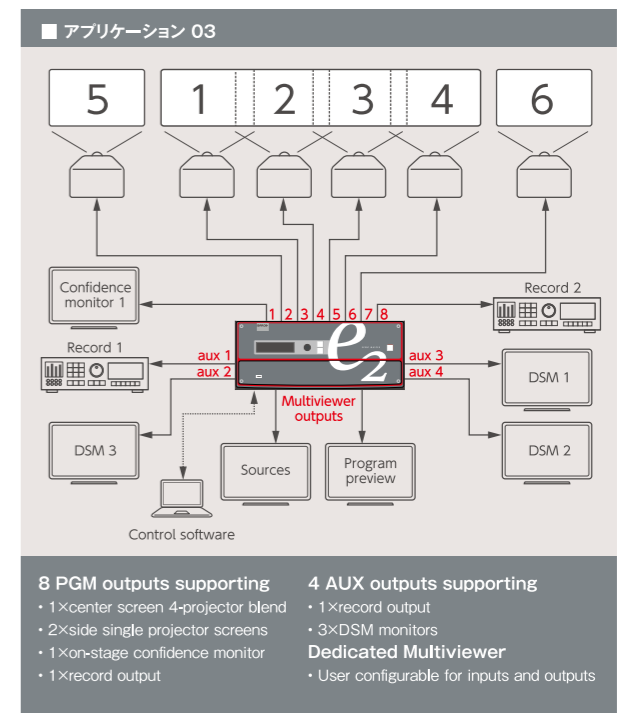 ■ アプリケーション 03
5 1 2 3 4 6
Confidence
monitor 1
1 2 3 4 5 6 7 8
Record 2
Record 1
aux 1
aux 2
e2
aux 3
aux 4
DSM 1
Multiviewer
outputs
DSM 3
Sources
Program
preview
DSM 2
Control software
8 PGM outputs supporting
・1×center screen 4-projector blend
・2×side single projector screens
・1×on-stage confidence monitor
・1×record output
4 AUX outputs supporting
・1×record output
・3×DSM monitors
Dedicated Multiviewer
・User configurable for inputs and outputs